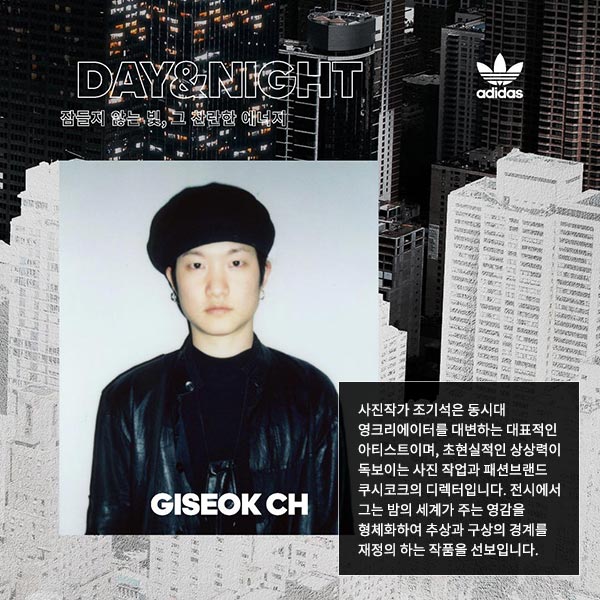 DAY&NIGHT
잠들지 않는 빛, 그 찬란한 에너지
adidas
GISEOK CH
사진작가 조기석은 동시대
영크리에이터를 대변하는 대표적인
아티스트이며, 초현실적인 상상력이
독보이는 사진 작업과 패션브랜드
쿠시코크의 디렉터입니다. 전시에서
그는 밤의 세계가 주는 영감을
형체화하여 추상과 구상의 경계를
재정의 하는 작품을 선보입니다.